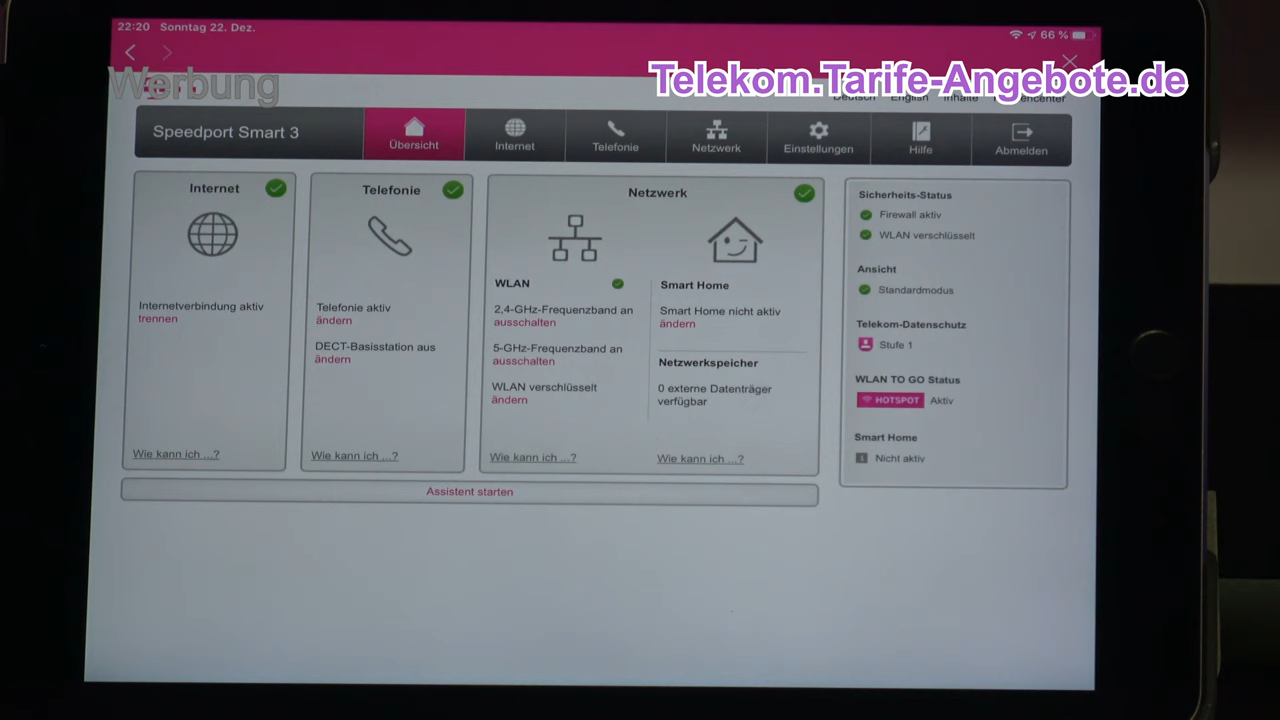 22:20 Sonntag 22. Dez.
66 %
Werbung
Telekom.Tarife-Angebote.de
Deutsch English Inhalte
Speedport Smart 3
Übersicht
Internet
Telefonie
Netzwerk
Einstellungen
Hilfe
Abmelden
Internet
Internetverbindung aktiv
trennen
Wie kann ich ...?
Telefonie
Telefonie aktiv
ändern
DECT-Basisstation aus
ändern
Wie kann ich ...?
Netzwerk
WLAN
2,4-GHz-Frequenzband an
ausschalten
5-GHz-Frequenzband an
ausschalten
WLAN verschlüsselt
ändern
Wie kann ich ...?
Smart Home
Smart Home nicht aktiv
ändern
Netzwerkspeicher
0 externe Datenträger
verfügbar
Wie kann ich ...?
Sicherheits-Status
Firewall aktiv
WLAN verschlüsselt
Ansicht
Standardmodus
Telekom-Datenschutz
Stufe 1
WLAN TO GO Status
HOTSPOT Aktiv
Smart Home
Nicht aktiv
Assistent starten